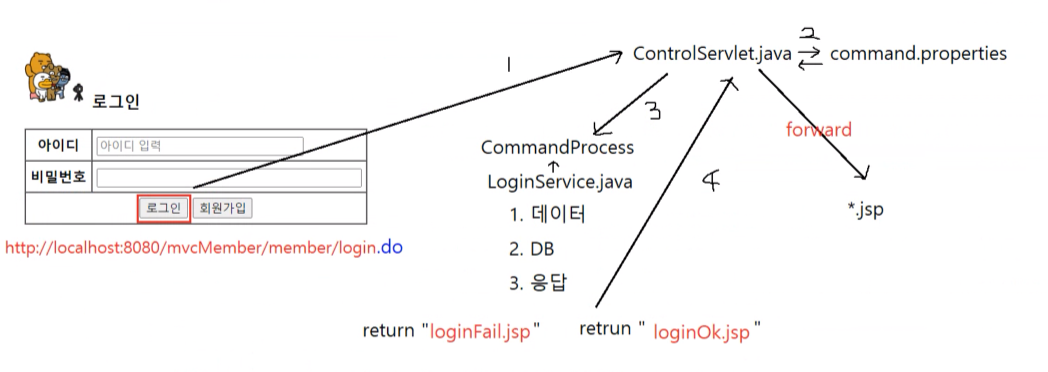 로그인
아이디 아이디 입력
비밀번호
로그인 회원가입
http://localhost:8080/mvcMember/member/login.do
1
ControlServlet.java 2 command.properties
3
forward
CommandProcess
LoginService.java
4
*.jsp
1. 데이터
2. DB
3. 응답
return "loginFail.jsp" retrun " loginOk.jsp "